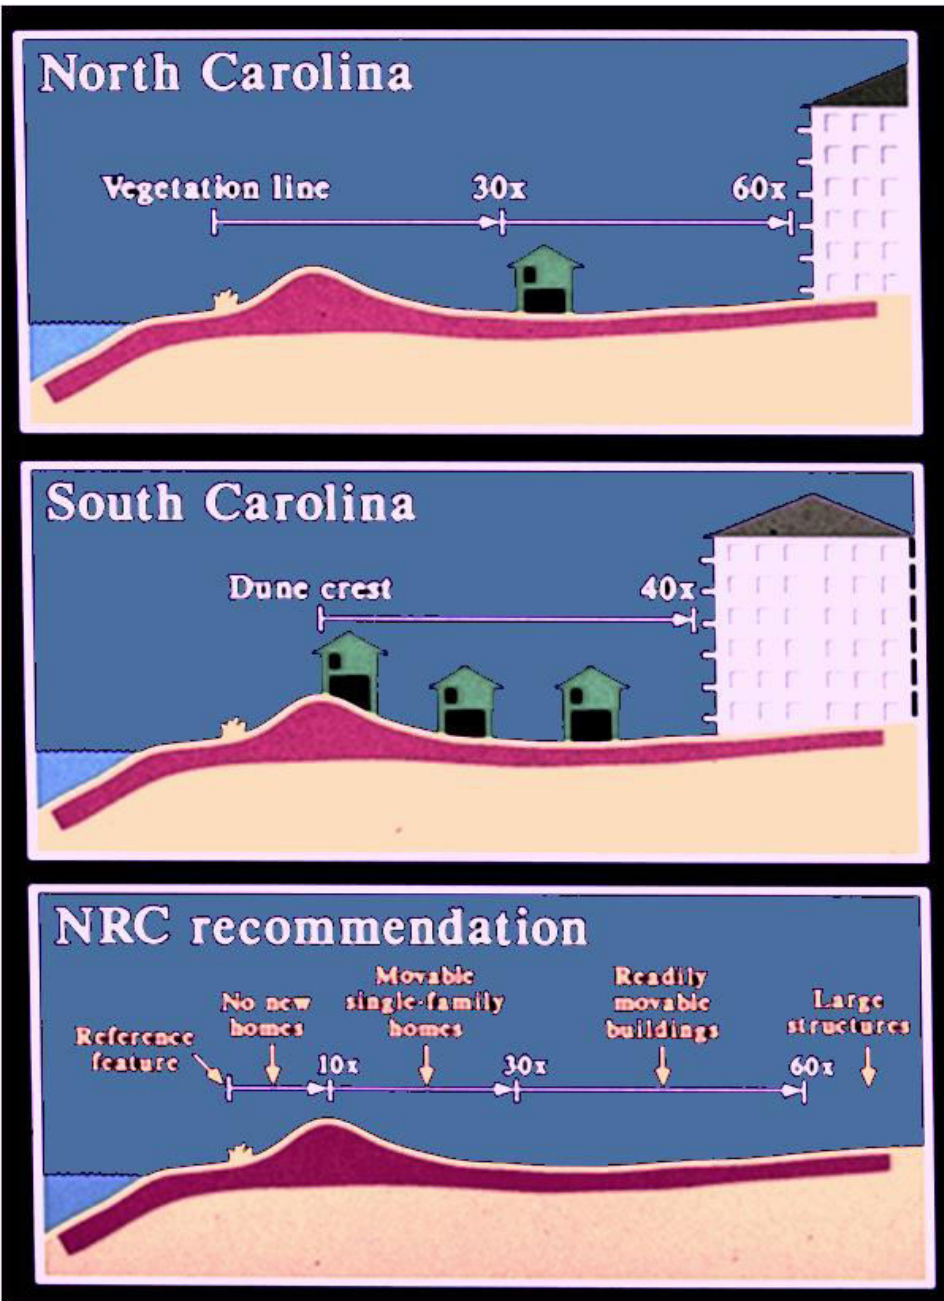 North Carolina
Vegetation line
30x
60x
South Carolina
Dune crest
40x
NRC recommendation
Reference
feature
No new
homes
10x
Movable
single-family
homes
30x
Readily
movable
buildings
60x
Large
structures